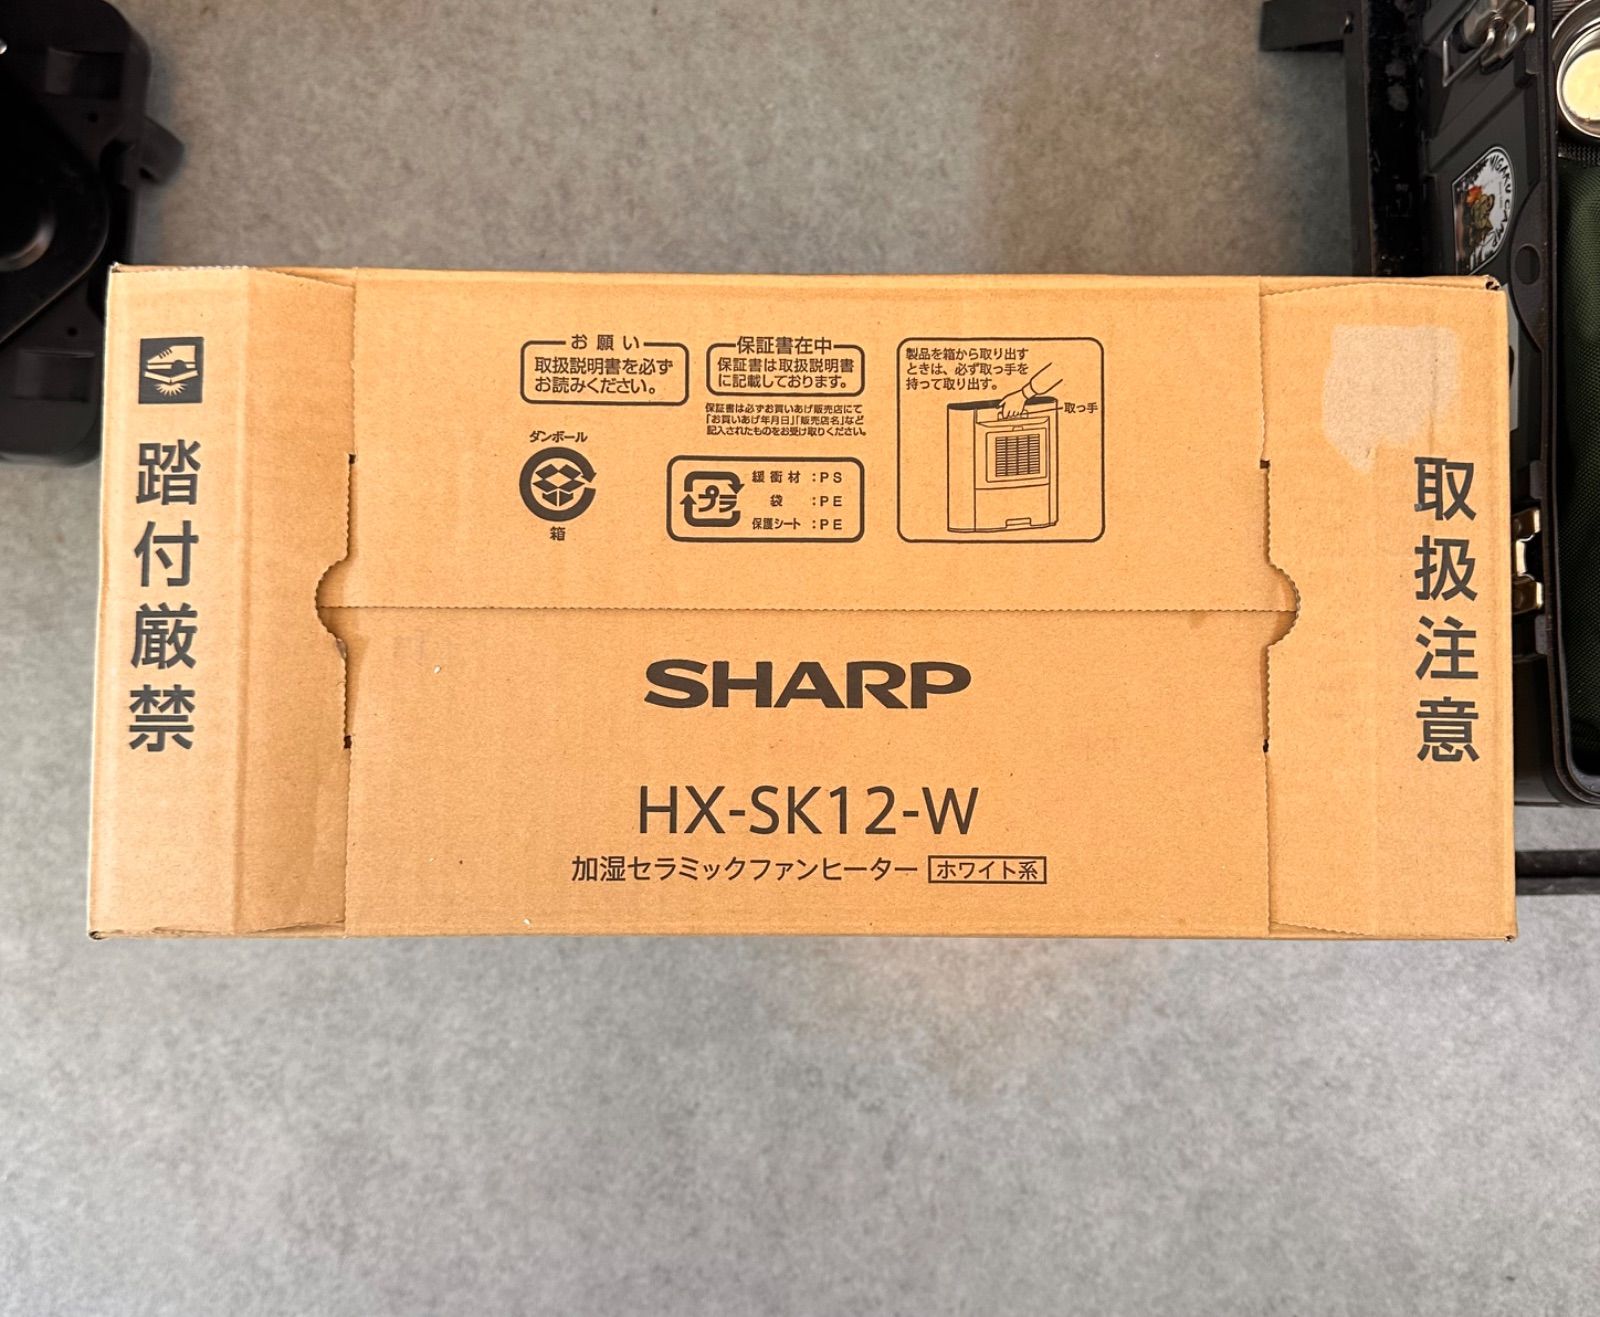 踏付厳禁
お願い
取扱説明書を必ず
お読みください。
保証書在中
保証書は取扱説明書
に記載しております。
保証書は必ずお買いあげ販売店にて
「お買いあげ年月日」「販売店名」など
記入されたものをお受け取りください。
ダンボール
箱
プラ
緩衝材：PS
袋：PE
保護シート：PE
製品を箱から取り出す
ときは、必ず取っ手を
持って取り出す。
取っ手
取扱注意
SHARP
HX-SK12-W
加湿セラミックファンヒーター ホワイト系